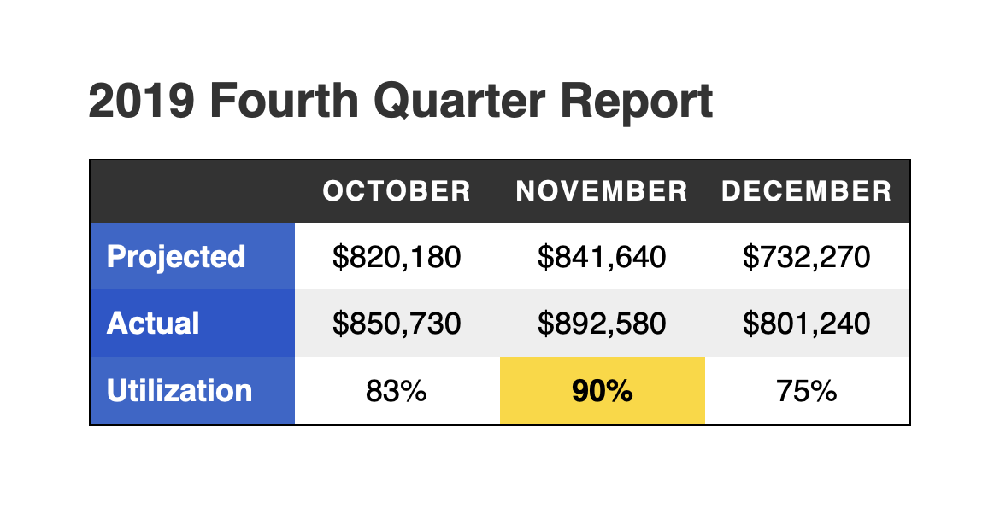 2019 Fourth Quarter Report
OCTOBER NOVEMBER DECEMBER
Projected $820,180 $841,640 $732,270
Actual $850,730 $892,580 $801,240
Utilization 83% 90% 75%